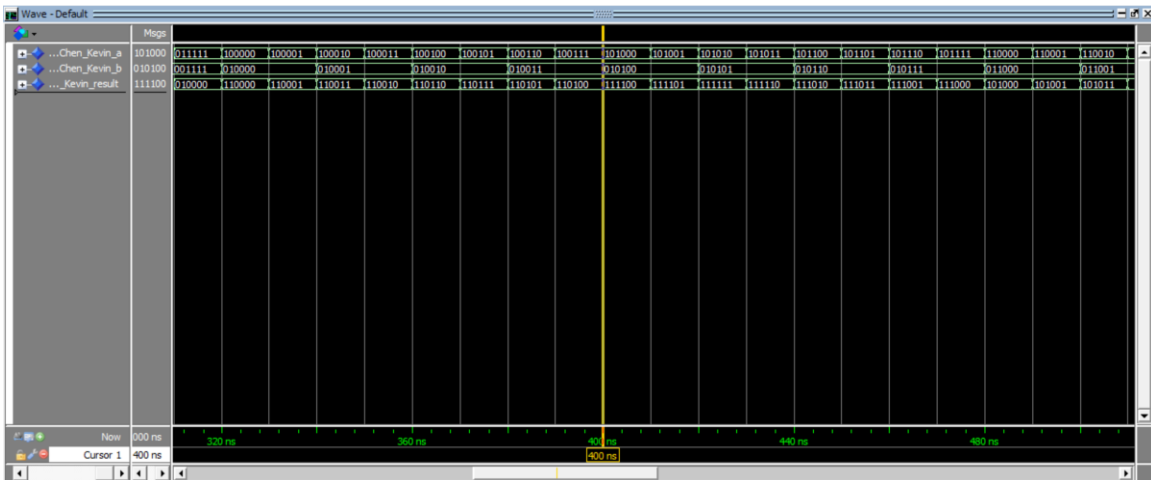 Wave - Default
Msgs
...Chen_Kevin_a 101000 011111 100000 100001 100010 100011 100100 100101 100110 100111 101000 101001 101010 101011 101100 101101 101110 101111 110000 110001 110010
...Chen_Kevin_b 010100 001111 010000 010001 010010 010011 010100 010101 010110 010111 011000 011001
..._Kevin_result 111100 010000 110000 110001 110011 110010 110110 110111 110101 110100 111100 111101 111111 111110 111010 111011 111001 111000 101000 101001 101011
Now 000 ns 320 ns 360 ns 400 ns 440 ns 480 ns
Cursor 1 400 ns 400 ns